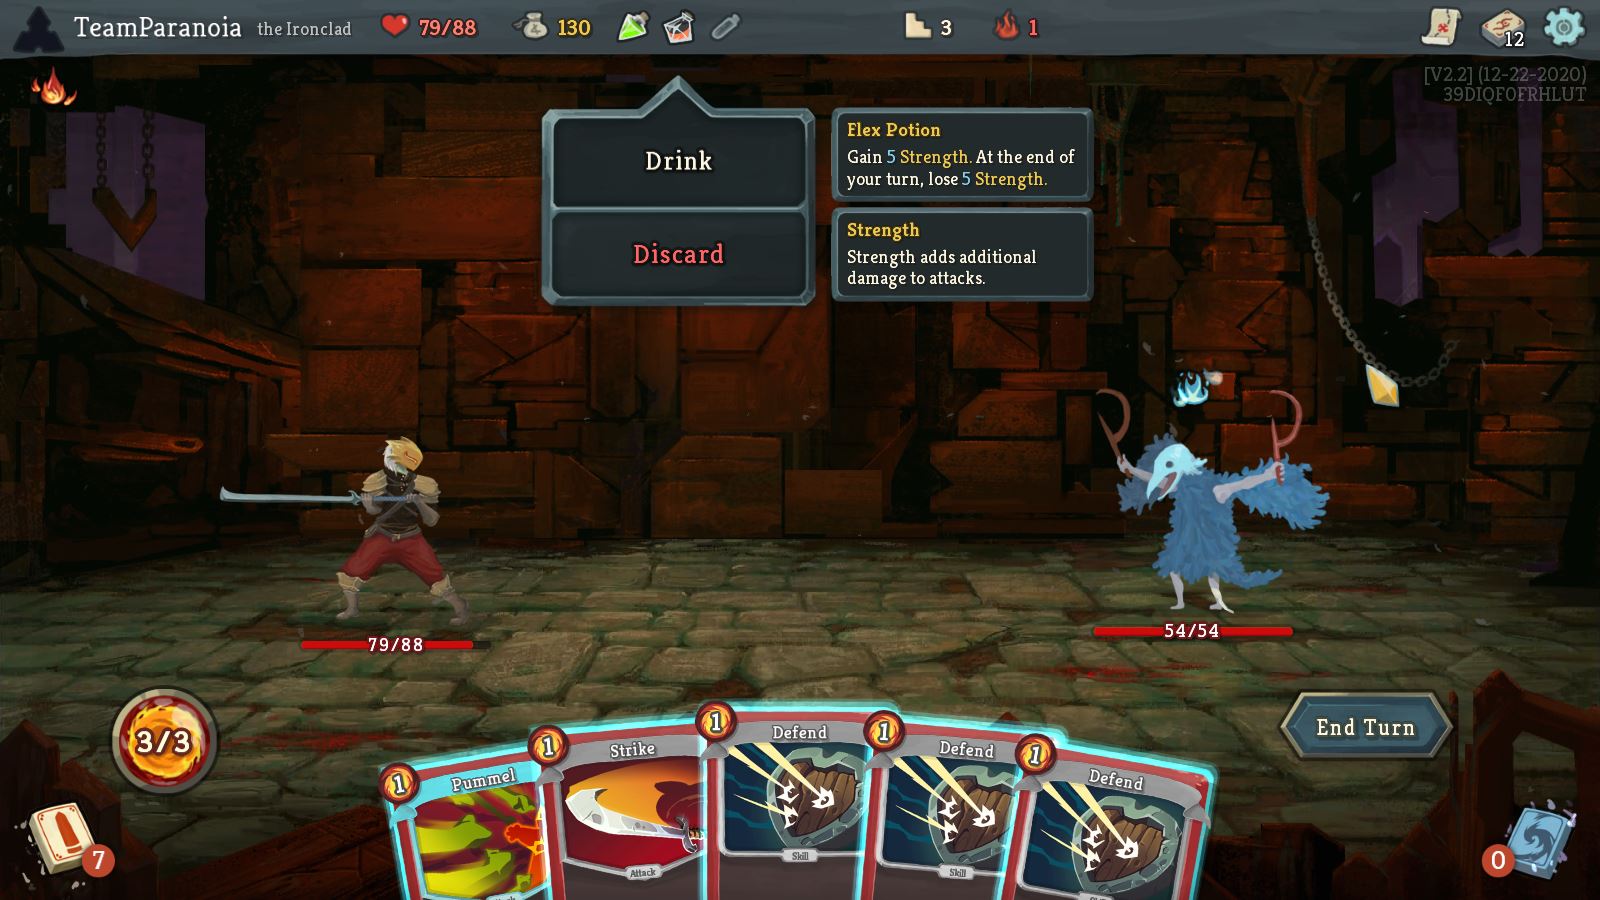 TeamParanoia the Ironclad 79/88 130 3 1 12
[V2.2] (12-22-2020)
39DIQF0FRHLUT
Drink
Discard
Flex Potion
Gain 5 Strength. At the end of
your turn, lose 5 Strength.
Strength
Strength adds additional
damage to attacks.
79/88
54/54
3/3
End Turn
1 Pummel
1 Strike
Attack
1 Defend
Skill
1 Defend
Skill
1 Defend
7
0